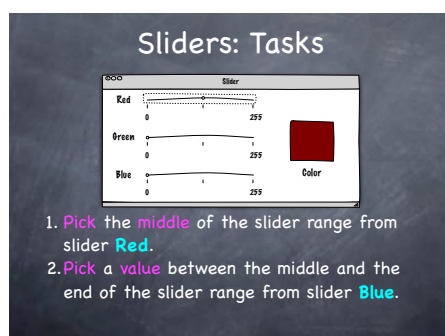 Sliders: Tasks
Slider
Red
0 255
Green
0 255
Blue
0 255
Color
1. Pick the middle of the slider range from
slider Red.
2. Pick a value between the middle and the
end of the slider range from slider Blue.